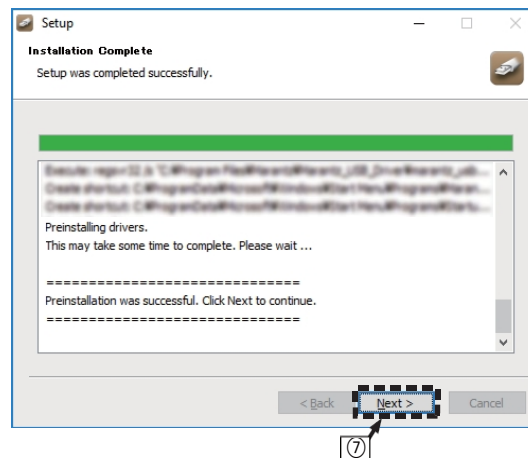 Setup
Installation Complete
Setup was completed successfully.
Preinstalling drivers.
This may take some time to complete. Please wait ...
==============================
Preinstallation was successful. Click Next to continue.
==============================
< Back Next > Cancel
⑦